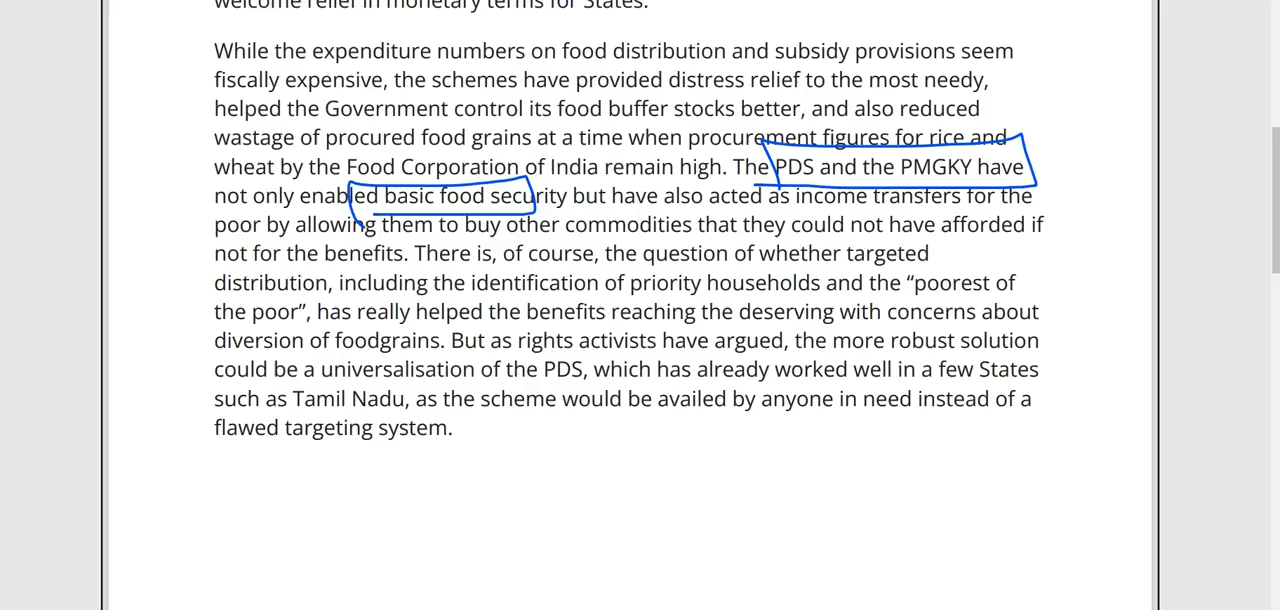 welcome relief in monetary terms for States.
While the expenditure numbers on food distribution and subsidy provisions seem
fiscally expensive, the schemes have provided distress relief to the most needy,
helped the Government control its food buffer stocks better, and also reduced
wastage of procured food grains at a time when procurement figures for rice and
wheat by the Food Corporation of India remain high. The PDS and the PMGKY have
not only enabled basic food security but have also acted as income transfers for the
poor by allowing them to buy other commodities that they could not have afforded if
not for the benefits. There is, of course, the question of whether targeted
distribution, including the identification of priority households and the “poorest of
the poor”, has really helped the benefits reaching the deserving with concerns about
diversion of foodgrains. But as rights activists have argued, the more robust solution
could be a universalisation of the PDS, which has already worked well in a few States
such as Tamil Nadu, as the scheme would be availed by anyone in need instead of a
flawed targeting system.